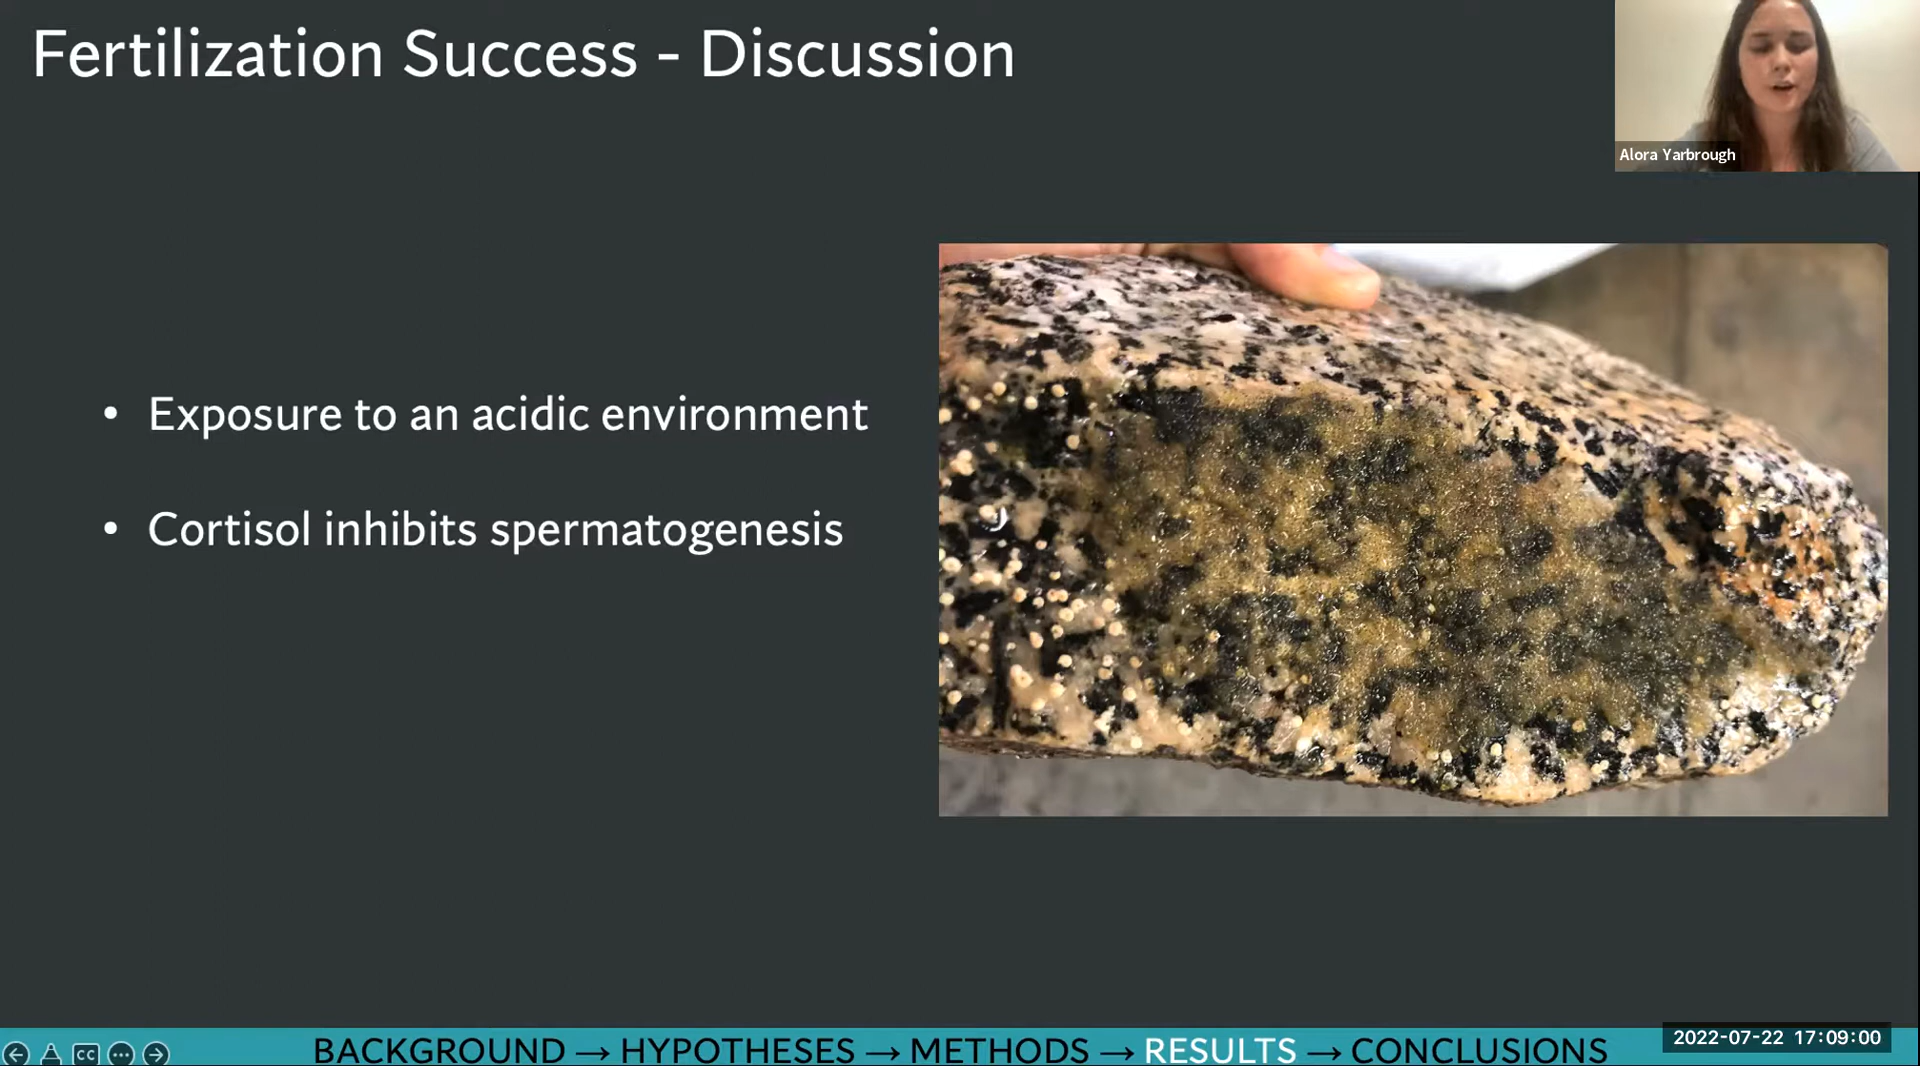 Fertilization Success - Discussion
Alora Yarbrough
• Exposure to an acidic environment
• Cortisol inhibits spermatogenesis
CC
BACKGROUND → HYPOTHESES → METHODS → RESULTS → CONCLUSIONS
2022-07-22 17:09:00